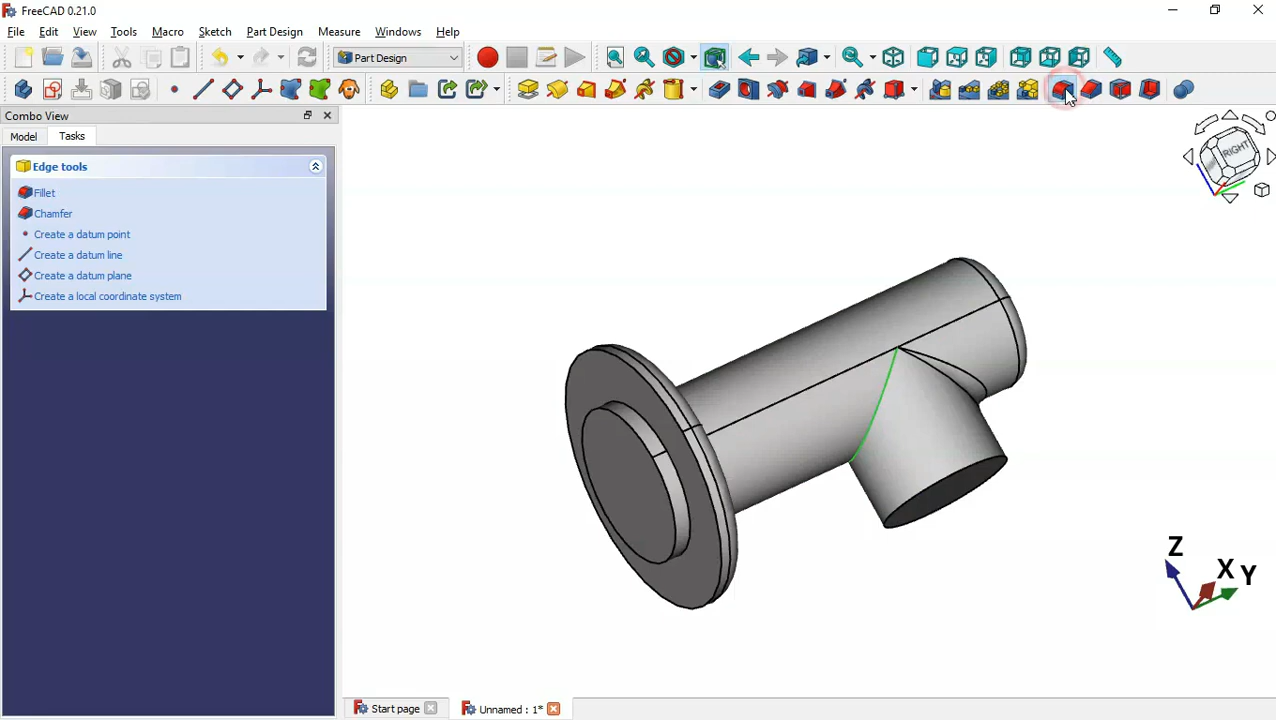 FreeCAD 0.21.0
File Edit View Tools Macro Sketch Part Design Measure Windows Help
Part Design
Combo View
Model Tasks
Edge tools
Fillet
Chamfer
Create a datum point
Create a datum line
Create a datum plane
Create a local coordinate system
RIGHT
Z
X Y
Start page Unnamed : 1*